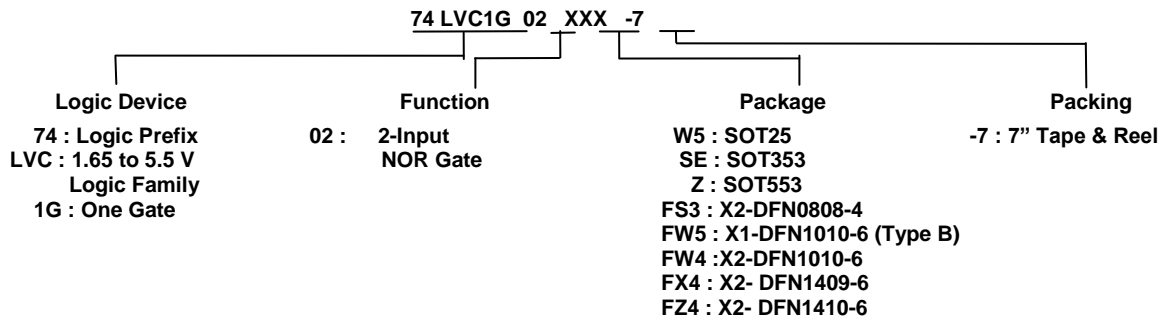 74 LVC1G 02 XXX -7
Logic Device
74 : Logic Prefix
LVC : 1.65 to 5.5 V
Logic Family
1G : One Gate
Function
02 : 2-Input
NOR Gate
Package
W5 : SOT25
SE : SOT353
Z : SOT553
FS3 : X2-DFN0808-4
FW5 : X1-DFN1010-6 (Type B)
FW4 :X2-DFN1010-6
FX4 : X2- DFN1409-6
FZ4 : X2- DFN1410-6
Packing
-7 : 7” Tape & Reel